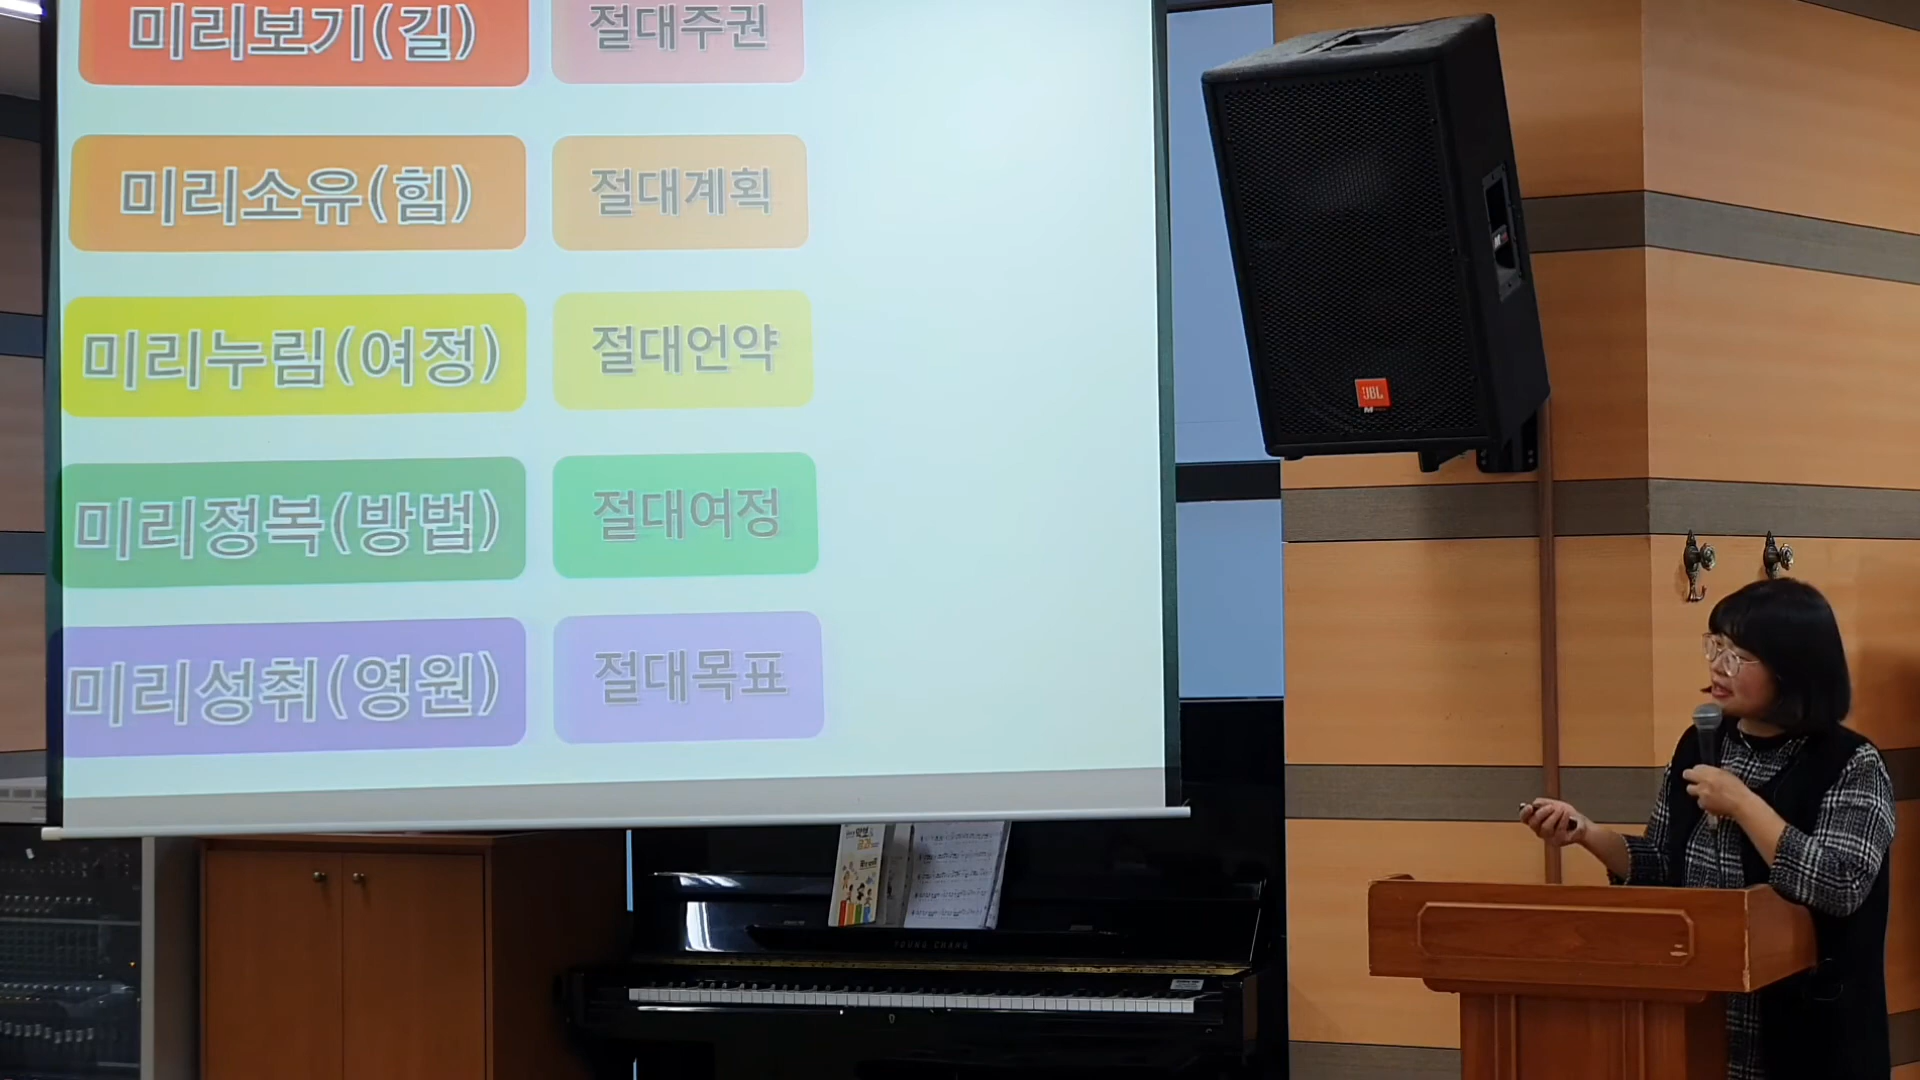 미리보기(길) 절대주권
미리소유(힘) 절대계획
미리누림(여정) 절대언약
미리정복(방법) 절대여정
미리성취(영원) 절대목표
JBL
YOUNG CHANG